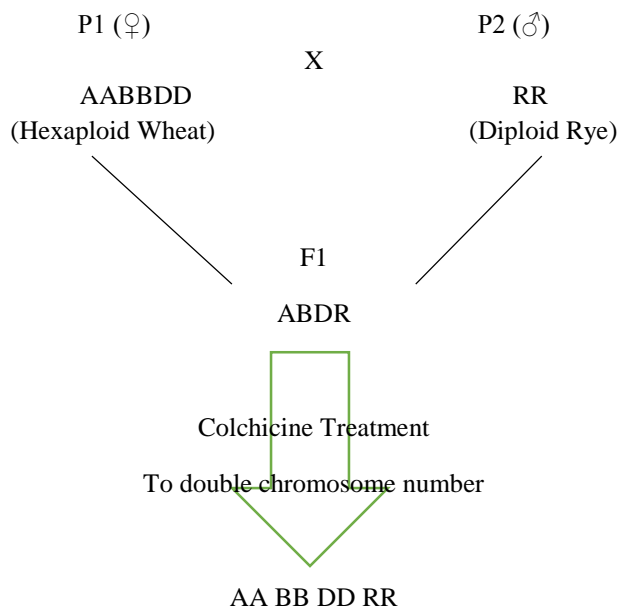 P1 (♀)
P2 (♂)
X
AABBDD
(Hexaploid Wheat)
RR
(Diploid Rye)
F1
ABDR
Colchicine Treatment
To double chromosome number
AA BB DD RR